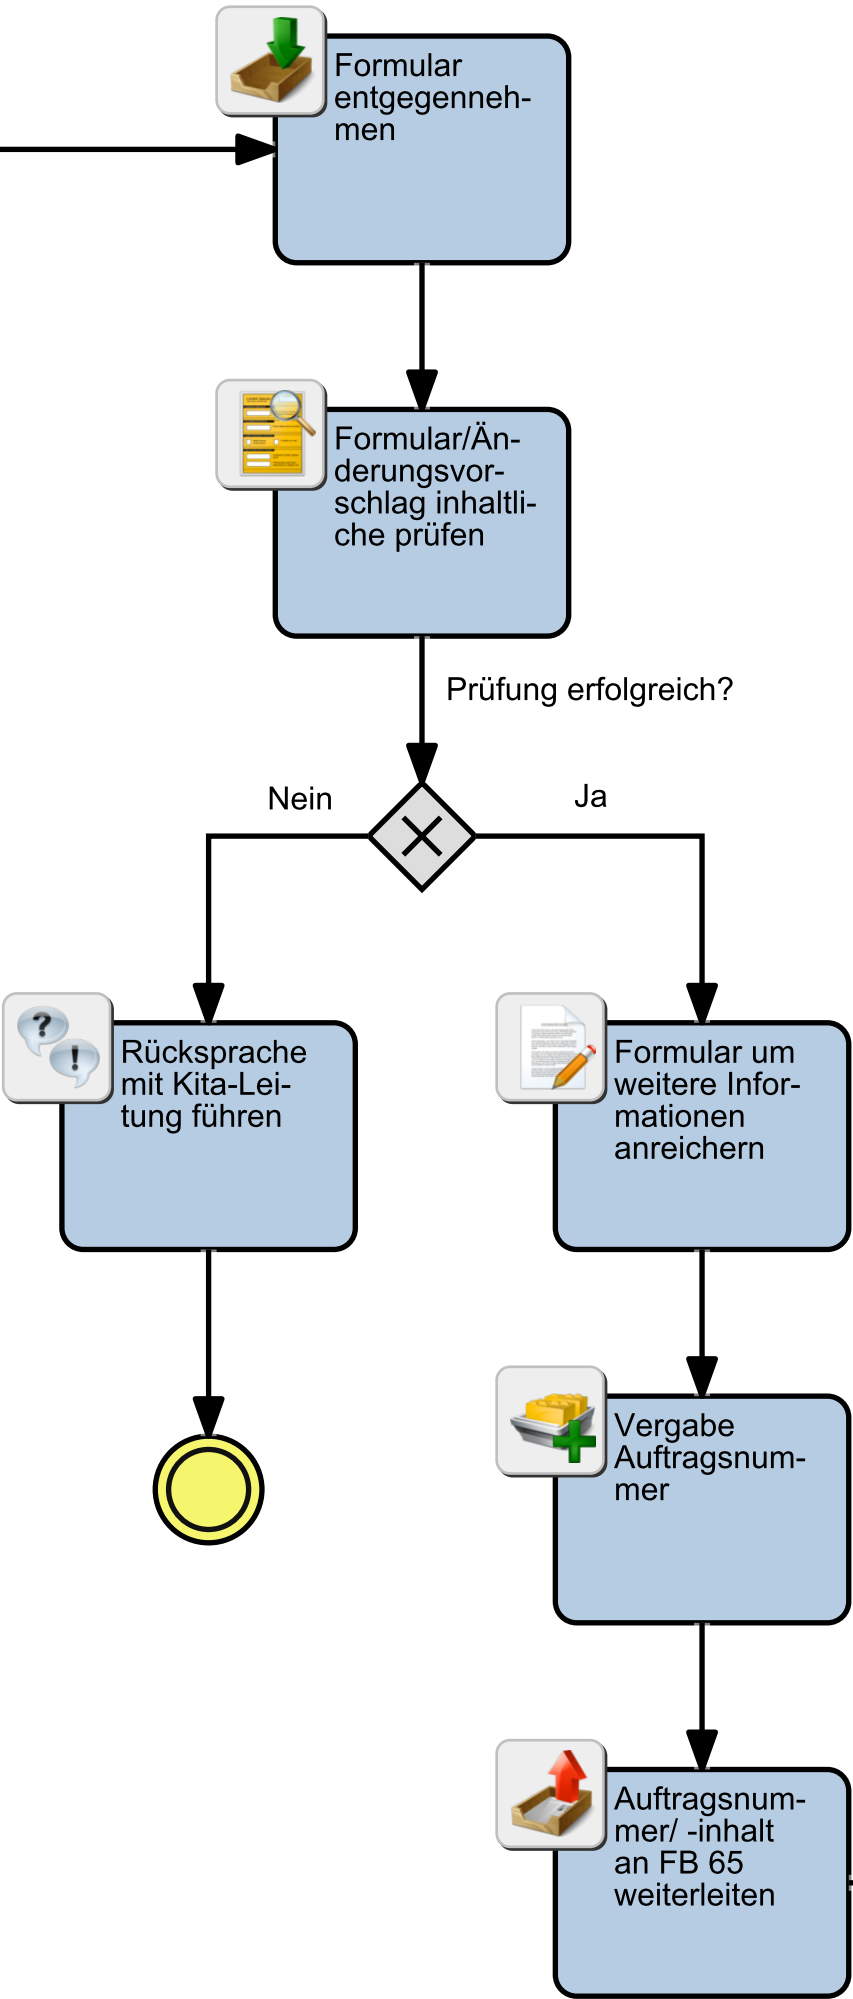 Formular
entgegenneh-
men
Formular/Än-
derungsvor-
schlag inhaltli-
che prüfen
Prüfung erfolgreich?
Nein
Ja
Rücksprache
mit Kita-Lei-
tung führen
Formular um
weitere Infor-
mationen
anreichern
Vergabe
Auftragsnum-
mer
Auftragsnum-
mer/ -inhalt
an FB 65
weiterleiten